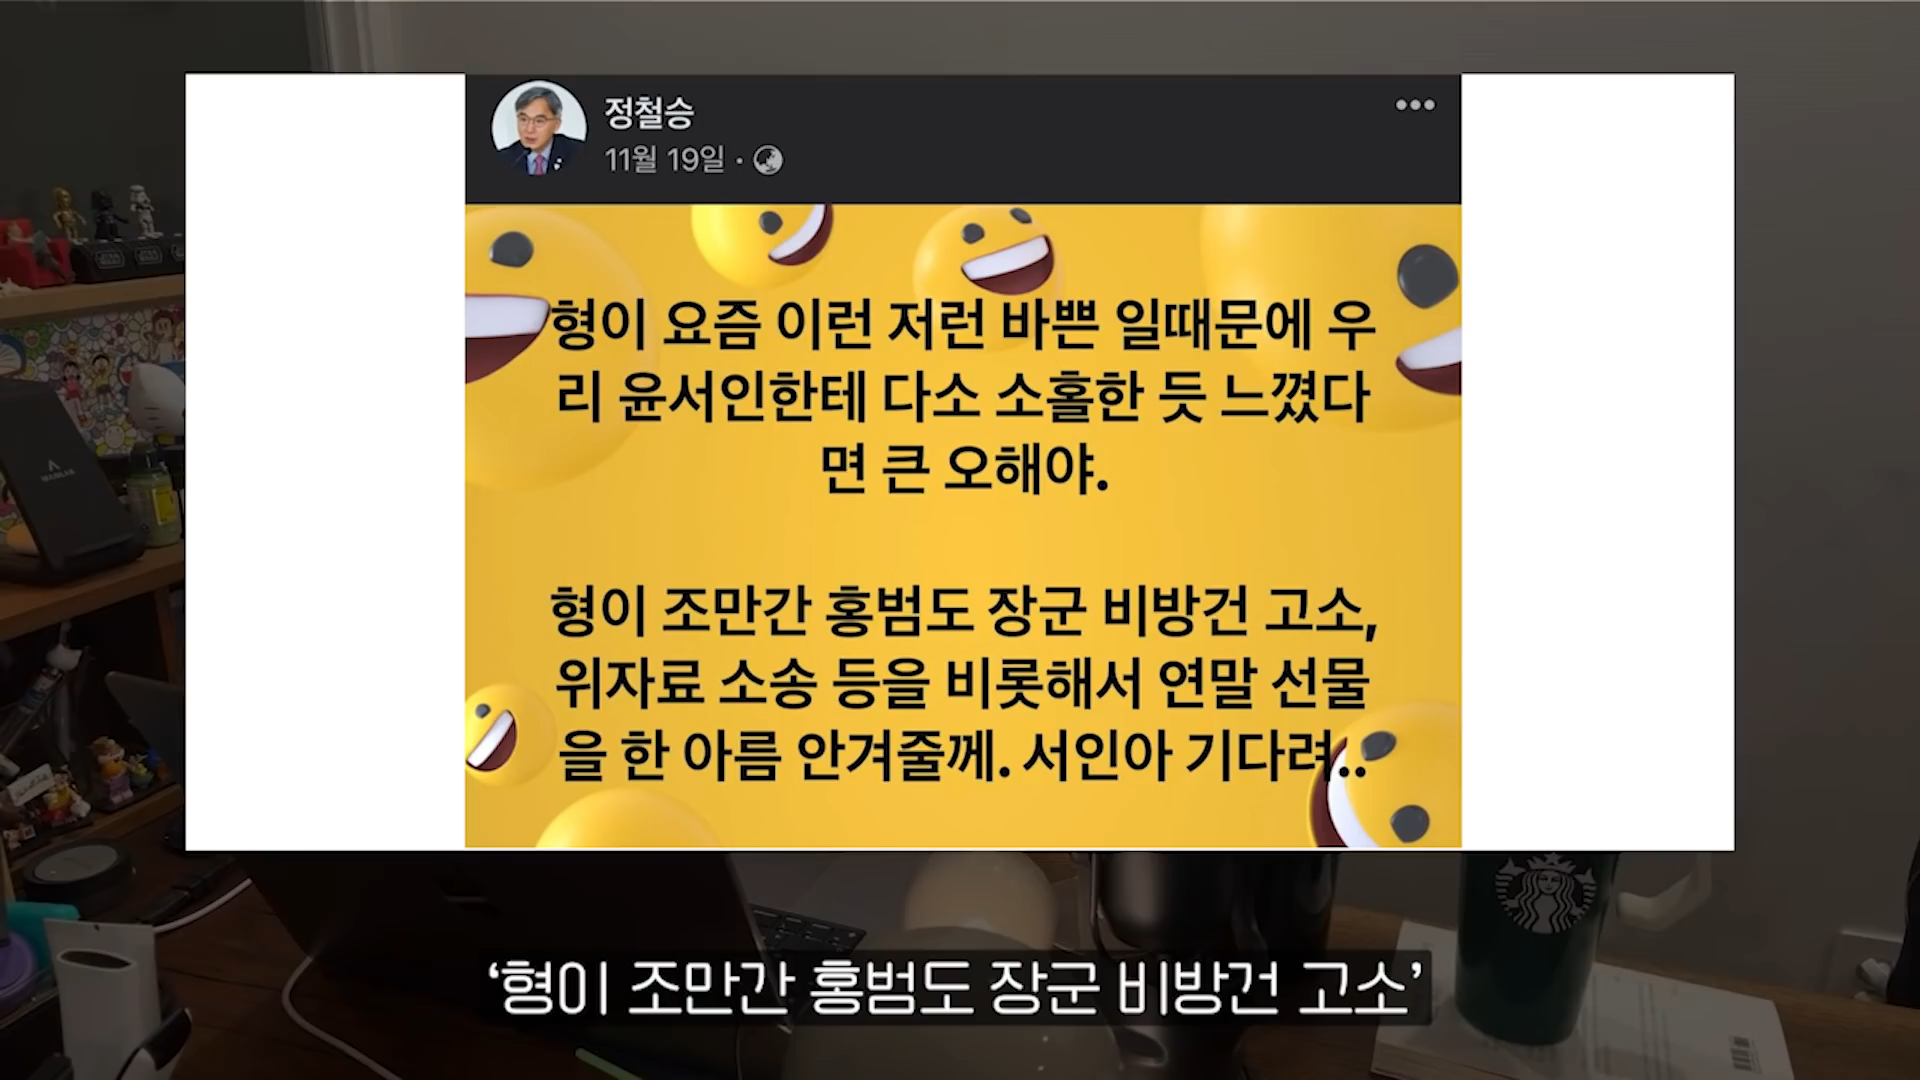 정철승
11월 19일
형이 요즘 이런 저런 바쁜 일때문에 우
리 윤서인한테 다소 소홀한 듯 느꼈다
면 큰 오해야.
형이 조만간 홍범도 장군 비방건 고소,
위자료 소송 등을 비롯해서 연말 선물
을 한 아름 안겨줄께. 서인아 기다려..
‘형이 조만간 홍범도 장군 비방건 고소’